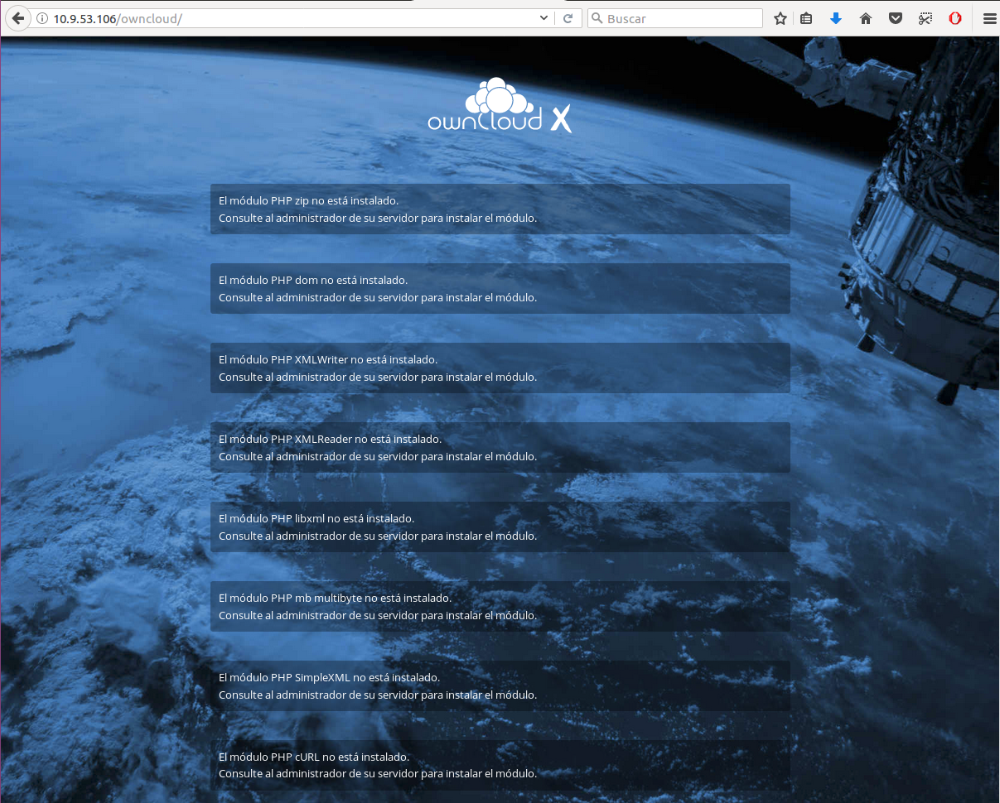 10.9.53.106/owncloud/
Buscar
ownCloud X
El módulo PHP zip no está instalado.
Consulte al administrador de su servidor para instalar el módulo.
El módulo PHP dom no está instalado.
Consulte al administrador de su servidor para instalar el módulo.
El módulo PHP XMLWriter no está instalado.
Consulte al administrador de su servidor para instalar el módulo.
El módulo PHP XMLReader no está instalado.
Consulte al administrador de su servidor para instalar el módulo.
El módulo PHP libxml no está instalado.
Consulte al administrador de su servidor para instalar el módulo.
El módulo PHP mb multibyte no está instalado.
Consulte al administrador de su servidor para instalar el módulo.
El módulo PHP SimpleXML no está instalado.
Consulte al administrador de su servidor para instalar el módulo.
El módulo PHP cURL no está instalado.
Consulte al administrador de su servidor para instalar el módulo.